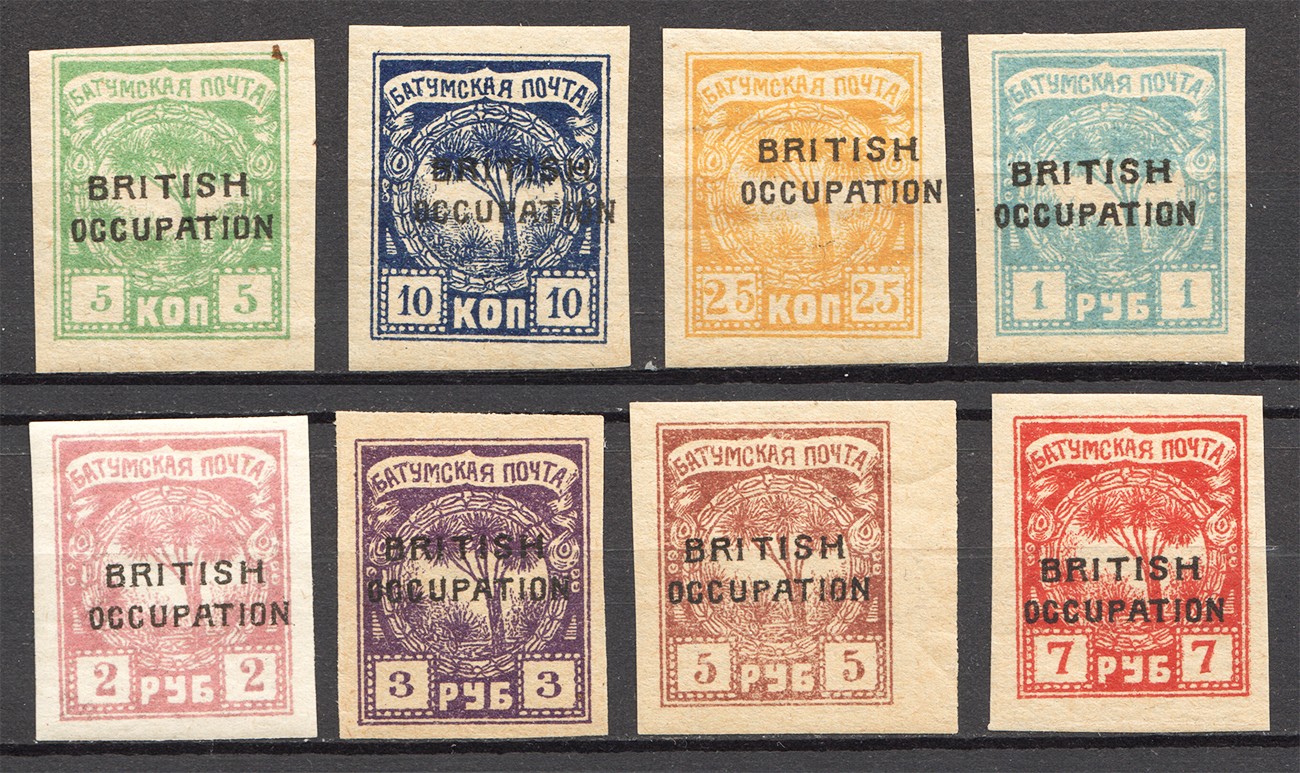 БАТУМСКАЯ ПОЧТА
BRITISH
OCCUPATION
5 КОП 5
БАТУМСКАЯ ПОЧТА
BRITISH
OCCUPATION
10 КОП 10
БАТУМСКАЯ ПОЧТА
BRITISH
OCCUPATION
25 КОП 25
БАТУМСКАЯ ПОЧТА
BRITISH
OCCUPATION
1 РУБ 1
БАТУМСКАЯ ПОЧТА
BRITISH
OCCUPATION
2 РУБ 2
БАТУМСКАЯ ПОЧТА
BRITISH
OCCUPATION
3 РУБ 3
БАТУМСКАЯ ПОЧТА
BRITISH
OCCUPATION
5 РУБ 5
БАТУМСКАЯ ПОЧТА
BRITISH
OCCUPATION
7 РУБ 7